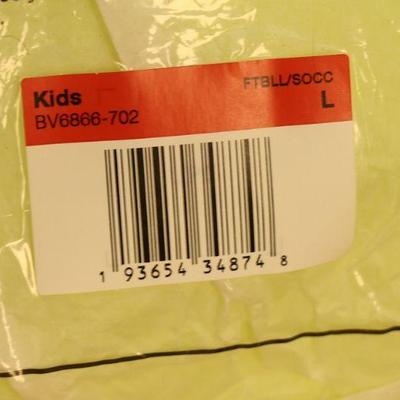 Kids
FTBLL/SOCC
BV6866-702
L
1 93654 34874 8